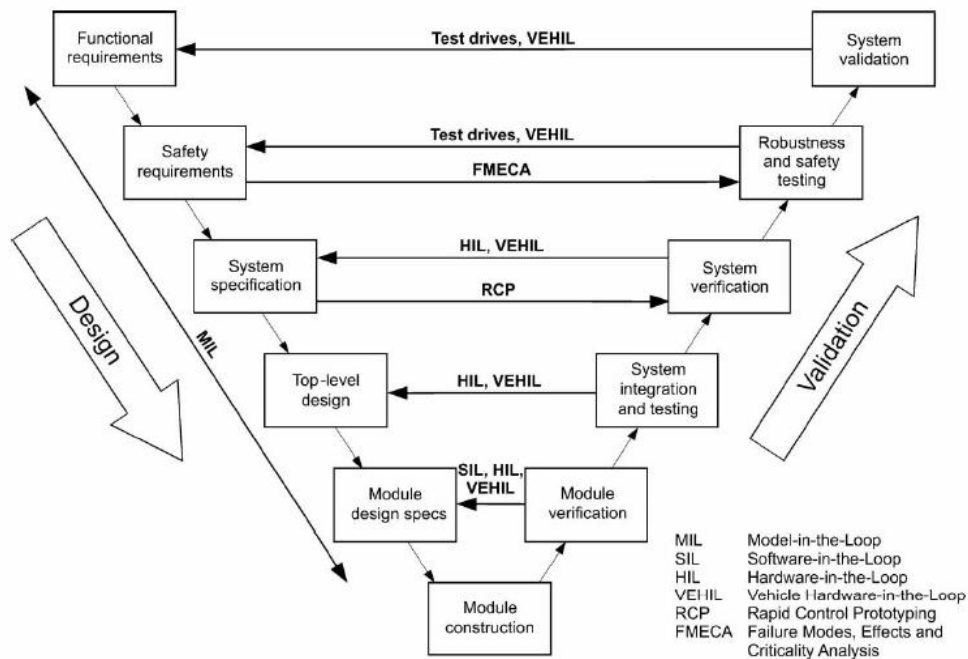 Functional
requirements
Test drives, VEHIL
System
validation
Safety
requirements
Test drives, VEHIL
FMECA
Robustness
and safety
testing
System
specification
HIL, VEHIL
RCP
System
verification
Design
MIL
Validation
Top-level
design
HIL, VEHIL
System
integration
and testing
Module
design specs
SIL, HIL,
VEHIL
Module
verification
Module
construction
MIL Model-in-the-Loop
SIL Software-in-the-Loop
HIL Hardware-in-the-Loop
VEHIL Vehicle Hardware-in-the-Loop
RCP Rapid Control Prototyping
FMECA Failure Modes, Effects and
Criticality Analysis